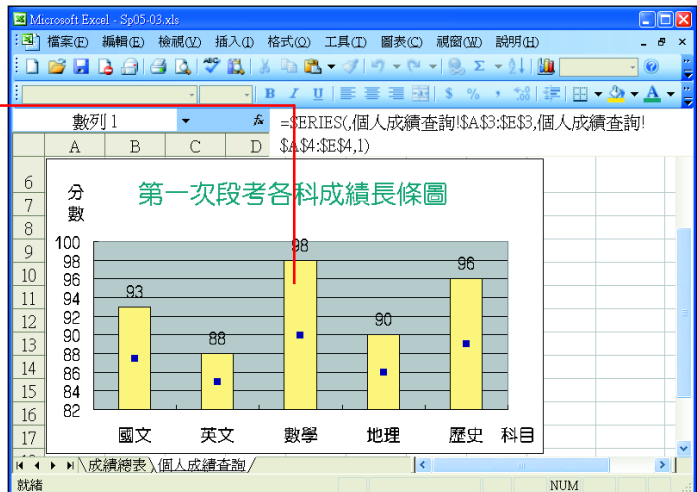 Microsoft Excel - Sp05-03.xls
檔案(F) 編輯(E) 檢視(V) 插入(I) 格式(O) 工具(T) 圖表(C) 視窗(W) 說明(H)
B I U $ % ,
數列 1 fx =SERIES(,個人成績查詢!$A$3:$E$3,個人成績查詢!
$A$4:$E$4,1)
A B C D
6
7
8
9
10
11
12
13
14
15
16
17
分數
第一次段考各科成績長條圖
100
98
96
94
92
90
88
86
84
82
93
88
98
90
96
國文 英文 數學 地理 歷史 科目
成績總表 個人成績查詢
就緒 NUM